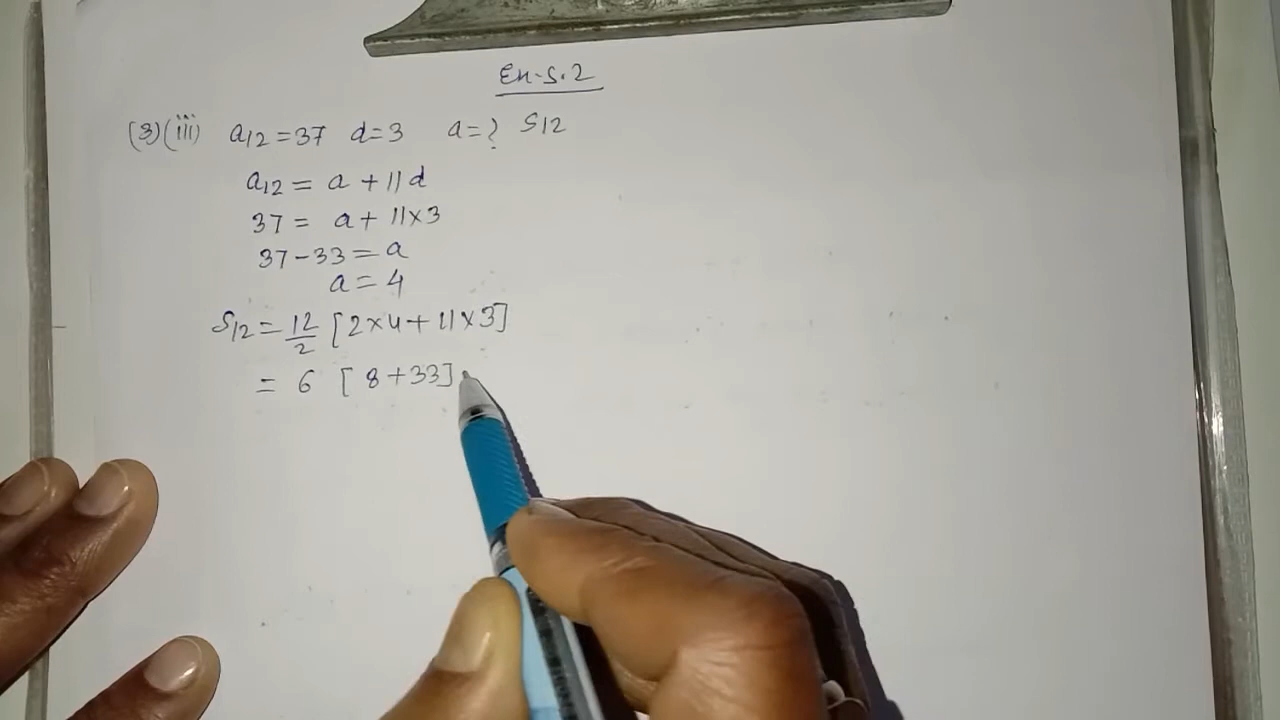 Ex-5.2
(3)(iii) a12 = 37 d=3 a=? S12
a12 = a + 11d
37 = a + 11×3
37-33 = a
a = 4
S12 = 12/2 [2×4+11×3]
= 6 [8+33]